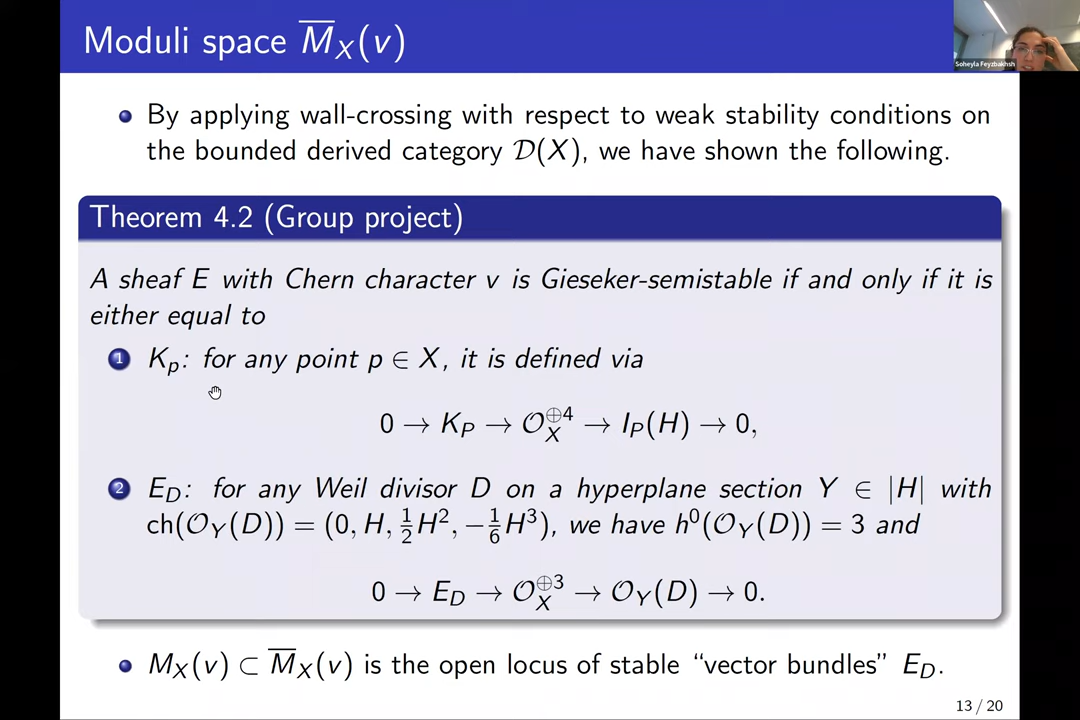 Moduli space M̅_X(v)
Soheyla Feyzbakhsh
By applying wall-crossing with respect to weak stability conditions on
the bounded derived category 𝒟(X), we have shown the following.
Theorem 4.2 (Group project)
A sheaf E with Chern character v is Gieseker-semistable if and only if it is
either equal to
1 K_p: for any point p ∈ X, it is defined via
0 → K_P → 𝒪_X^{⊕4} → I_P(H) → 0,
2 E_D: for any Weil divisor D on a hyperplane section Y ∈ |H| with
ch(𝒪_Y(D)) = (0, H, ½H², −⅙H³), we have h⁰(𝒪_Y(D)) = 3 and
0 → E_D → 𝒪_X^{⊕3} → 𝒪_Y(D) → 0.
M_X(v) ⊂ M̅_X(v) is the open locus of stable “vector bundles” E_D.
13 / 20